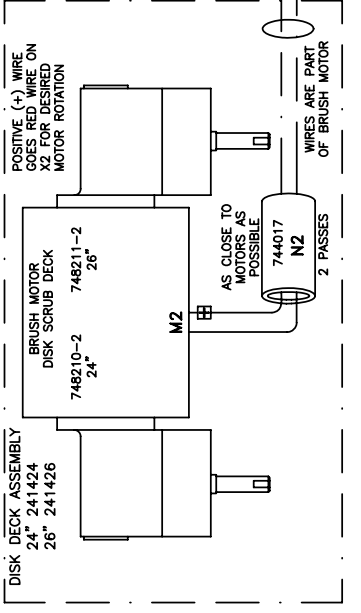 DISK DECK ASSEMBLY
24" 241424
26" 241426
BRUSH MOTOR
DISK SCRUB DECK
748210-2
24"
748211-2
26"
M2
POSITIVE (+) WIRE
GOES RED WIRE ON
X2 FOR DESIRED
MOTOR ROTATION
AS CLOSE TO
MOTORS AS
POSSIBLE
744017
N2
2 PASSES
WIRES ARE PART
OF BRUSH MOTOR